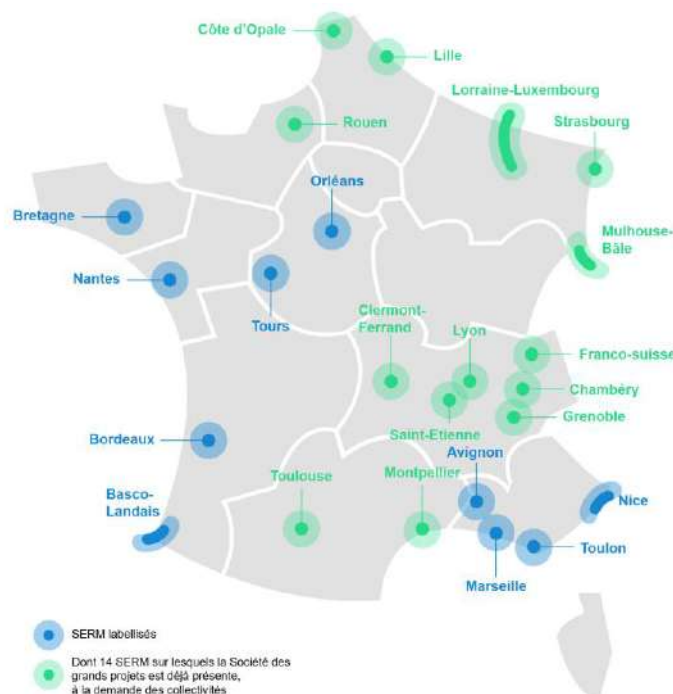 Côte d'Opale
Lille
Lorraine-Luxembourg
Rouen
Strasbourg
Orléans
Bretagne
Mulhouse-
Bâle
Nantes
Tours
Clermont-
Ferrand
Lyon
Franco-suisse
Chambéry
Grenoble
Saint-Etienne
Bordeaux
Avignon
Toulouse
Montpellier
Basco-
Landais
Nice
Toulon
Marseille
SERM labellisés
Dont 14 SERM sur lesquels la Société des
grands projets est déjà présente,
à la demande des collectivités